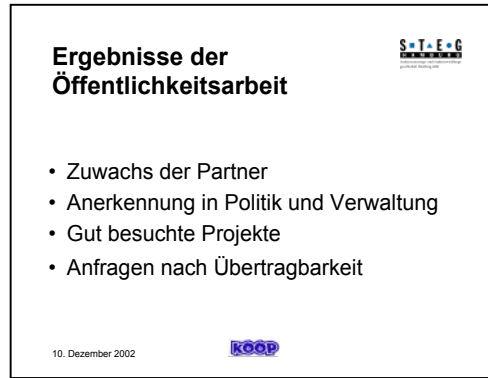 Ergebnisse der
Öffentlichkeitsarbeit
S T E G
HAMBURG
• Zuwachs der Partner
• Anerkennung in Politik und Verwaltung
• Gut besuchte Projekte
• Anfragen nach Übertragbarkeit
10. Dezember 2002
KOOP